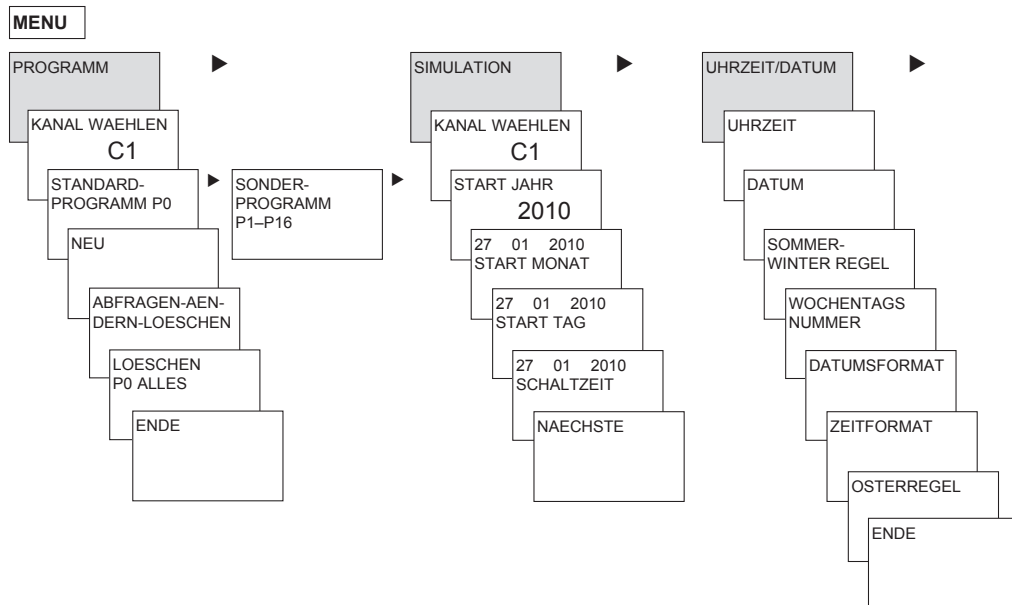 MENU
PROGRAMM
KANAL WAEHLEN
C1
STANDARD-
PROGRAMM P0
SONDER-
PROGRAMM
P1–P16
NEU
ABFRAGEN-AEN-
DERN-LOESCHEN
LOESCHEN
P0 ALLES
ENDE
SIMULATION
KANAL WAEHLEN
C1
START JAHR
2010
27 01 2010
START MONAT
27 01 2010
START TAG
27 01 2010
SCHALTZEIT
NAECHSTE
UHRZEIT/DATUM
UHRZEIT
DATUM
SOMMER-
WINTER REGEL
WOCHENTAGS
NUMMER
DATUMSFORMAT
ZEITFORMAT
OSTERREGEL
ENDE